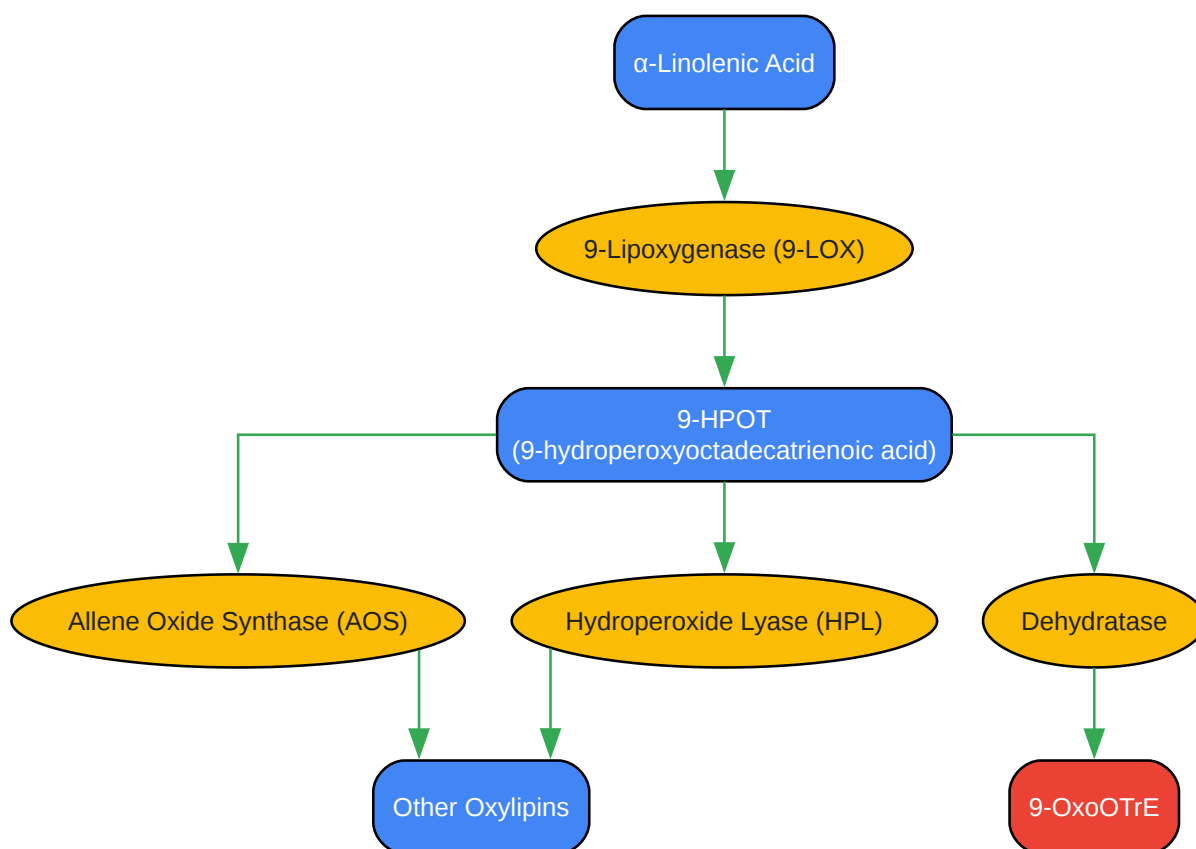 α-Linolenic Acid
9-Lipoxygenase (9-LOX)
9-HPOT
(9-hydroperoxyoctadecatrienoic acid)
Allene Oxide Synthase (AOS)
Hydroperoxide Lyase (HPL)
Dehydratase
Other Oxylipins
9-OxoOTrE